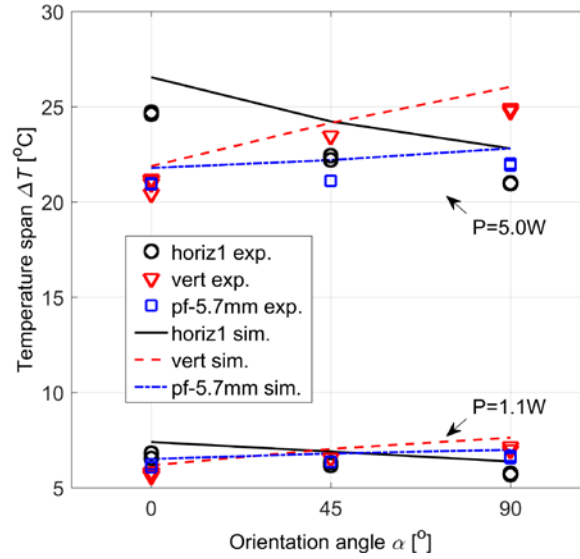 Temperature span ΔT [°C]
30
25
20
15
10
5
P=5.0W
horiz1 exp.
vert exp.
pf-5.7mm exp.
horiz1 sim.
vert sim.
pf-5.7mm sim.
P=1.1W
0
45
90
Orientation angle α [°]